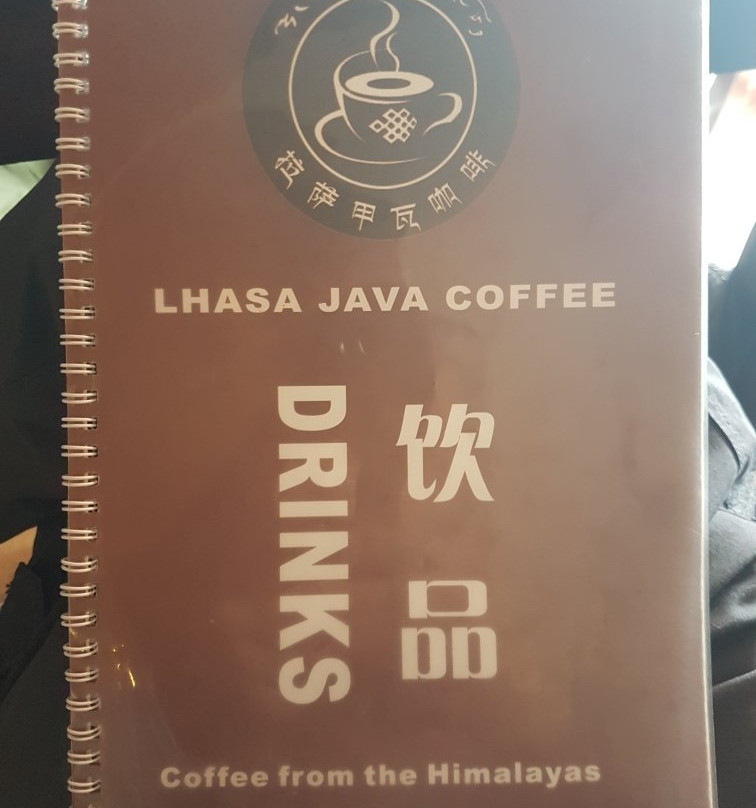 拉萨甲瓦咖啡
LHASA JAVA COFFEE
DRINKS
饮品
Coffee from the Himalayas